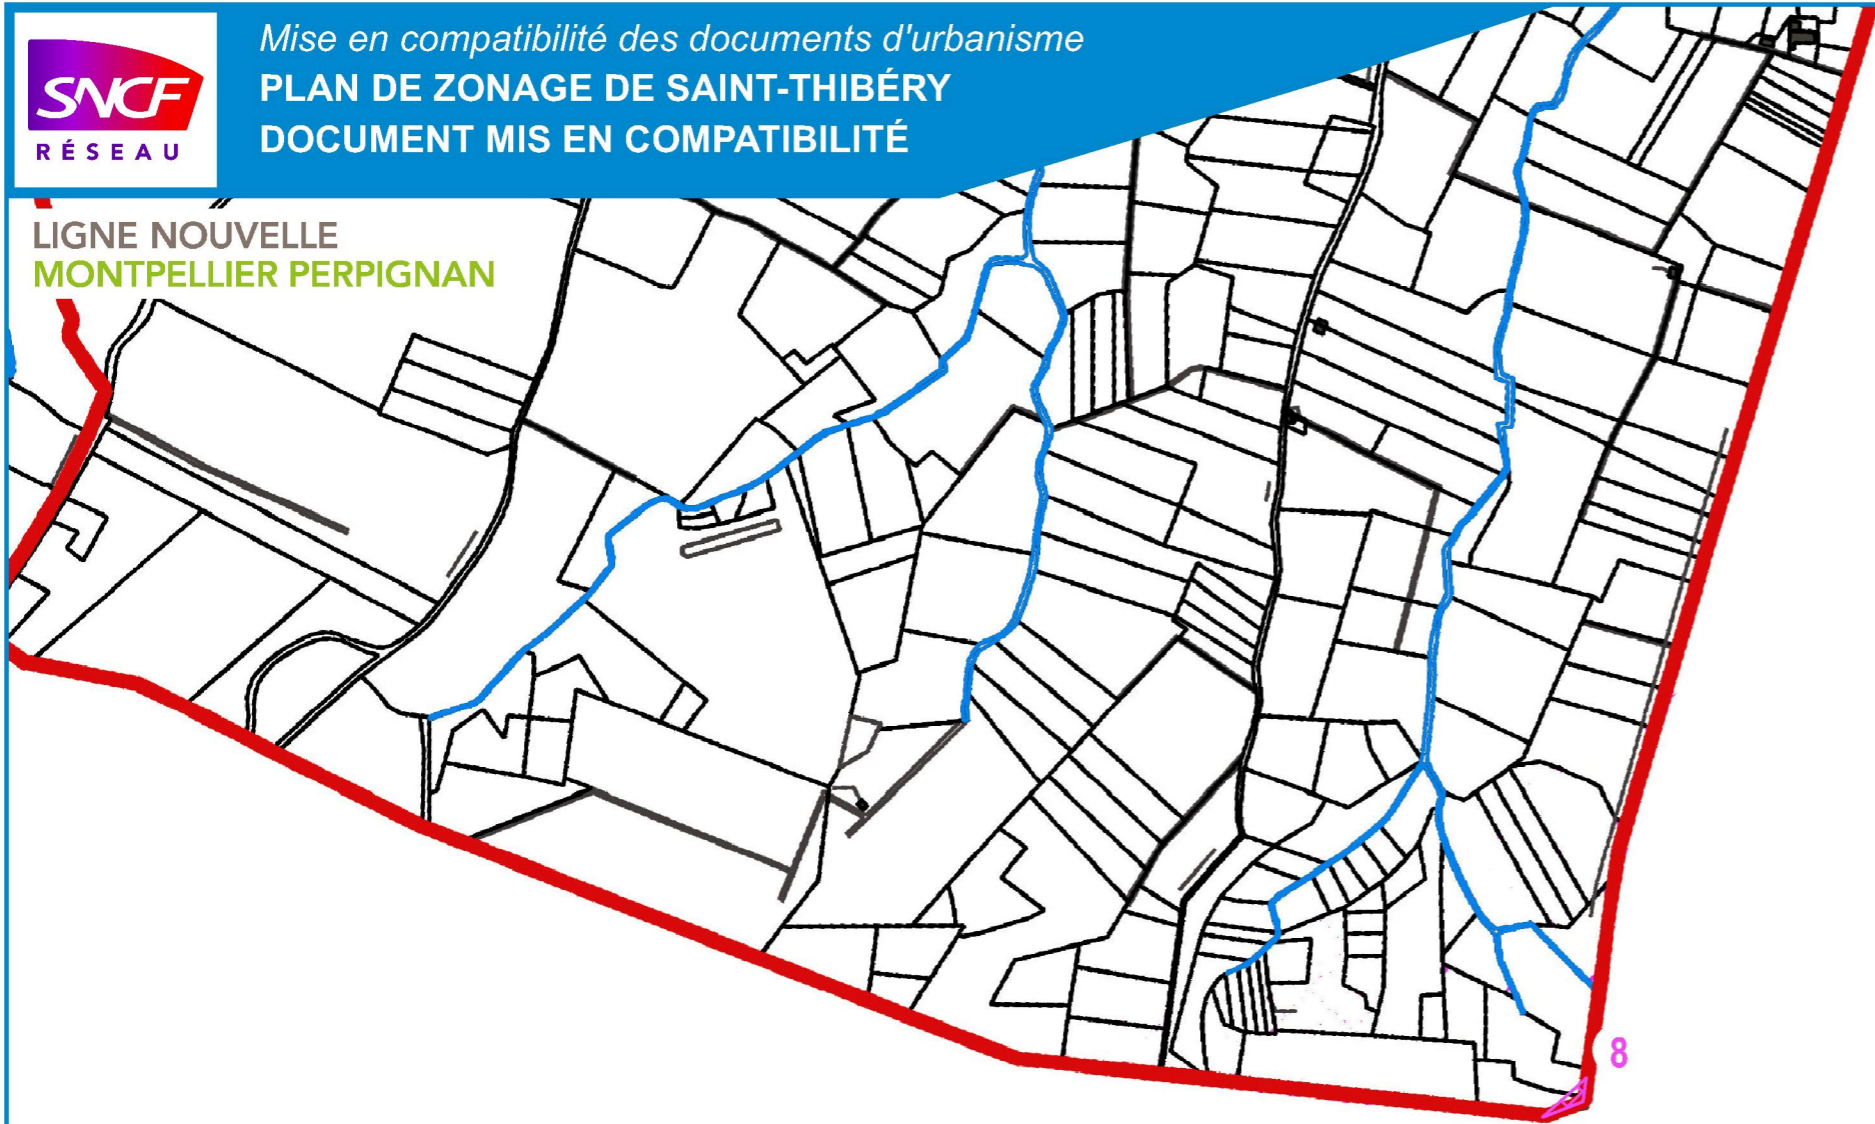 SNCF
RÉSEAU
Mise en compatibilité des documents d'urbanisme
PLAN DE ZONAGE DE SAINT-THIBÉRY
DOCUMENT MIS EN COMPATIBILITÉ
LIGNE NOUVELLE
MONTPELLIER PERPIGNAN
8